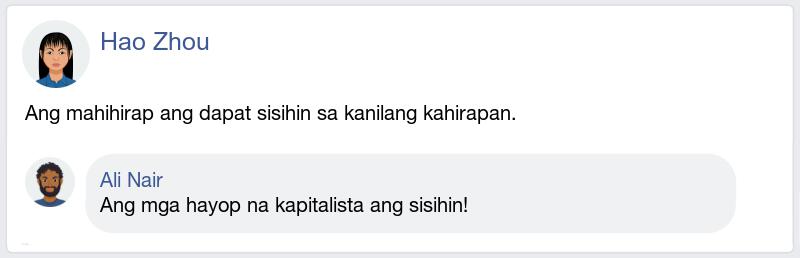 Hao Zhou
Ang mahihirap ang dapat sisihin sa kanilang kahirapan.
Ali Nair
Ang mga hayop na kapitalista ang sisihin!